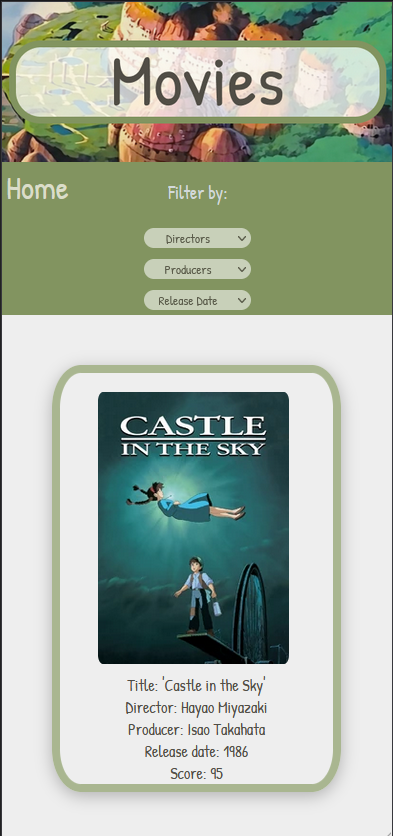 Movies
Home
Filter by:
Directors
Producers
Release Date
CASTLE
IN THE SKY
Title: 'Castle in the Sky'
Director: Hayao Miyazaki
Producer: Isao Takahata
Release date: 1986
Score: 95